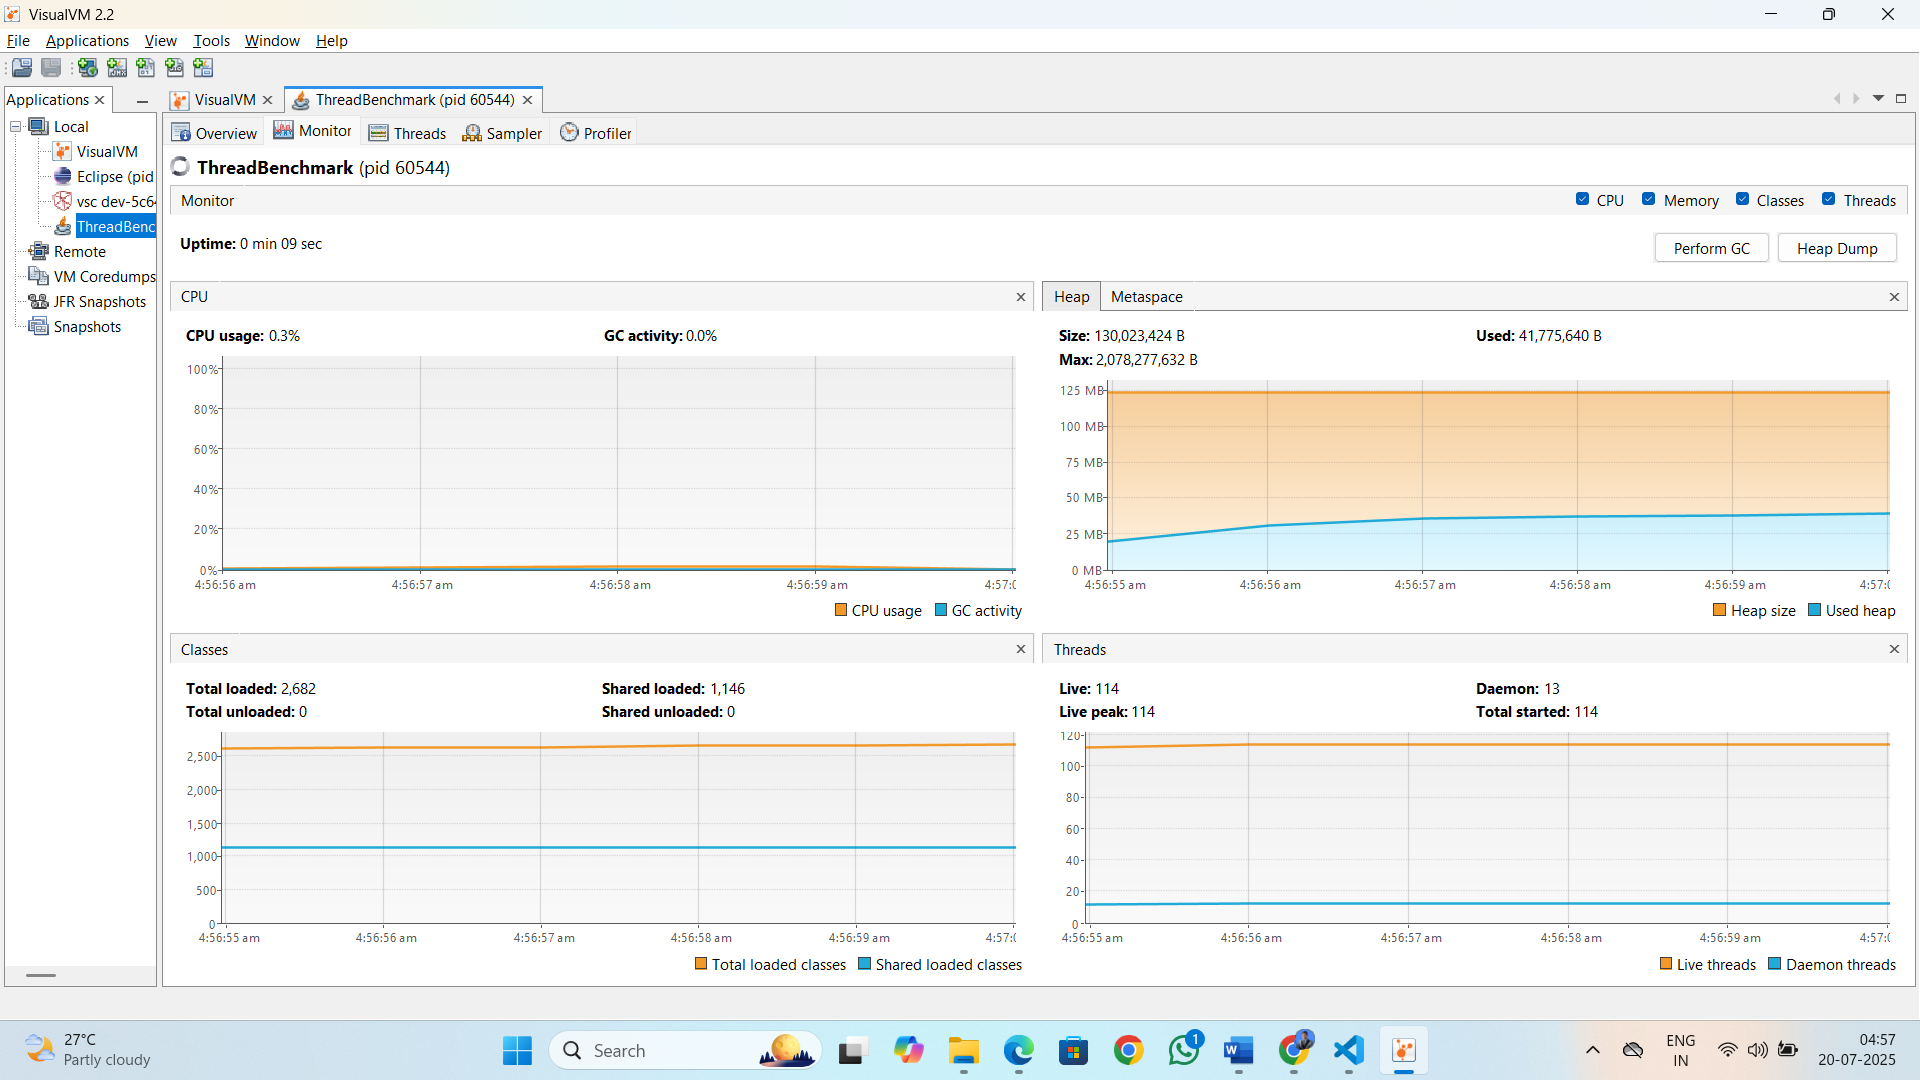 VisualVM 2.2
File Applications View Tools Window Help
Applications
VisualVM
ThreadBenchmark (pid 60544)
Local
VisualVM
Eclipse (pid
vsc dev-5c6
ThreadBenc
Remote
VM Coredumps
JFR Snapshots
Snapshots
Overview Monitor Threads Sampler Profiler
ThreadBenchmark (pid 60544)
Monitor
CPU Memory Classes Threads
Uptime: 0 min 09 sec
Perform GC Heap Dump
CPU
CPU usage: 0.3% GC activity: 0.0%
100%
80%
60%
40%
20%
0%
4:56:56 am 4:56:57 am 4:56:58 am 4:56:59 am 4:57:0
CPU usage GC activity
Heap Metaspace
Size: 130,023,424 B Used: 41,775,640 B
Max: 2,078,277,632 B
125 MB
100 MB
75 MB
50 MB
25 MB
0 MB
4:56:55 am 4:56:56 am 4:56:57 am 4:56:58 am 4:56:59 am 4:57:0
Heap size Used heap
Classes
Total loaded: 2,682 Shared loaded: 1,146
Total unloaded: 0 Shared unloaded: 0
2,500
2,000
1,500
1,000
500
0
4:56:55 am 4:56:56 am 4:56:57 am 4:56:58 am 4:56:59 am 4:57:0
Total loaded classes Shared loaded classes
Threads
Live: 114 Daemon: 13
Live peak: 114 Total started: 114
120
100
80
60
40
20
0
4:56:55 am 4:56:56 am 4:56:57 am 4:56:58 am 4:56:59 am 4:57:0
Live threads Daemon threads
27°C
Partly cloudy
Search
1
ENG
IN
04:57
20-07-2025